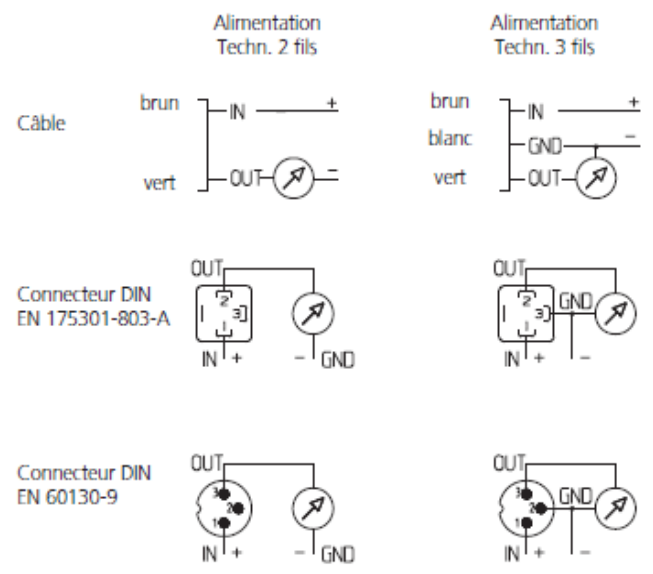 Alimentation Alimentation
Techn. 2 fils Techn. 3 fils
brun IN + brun IN +
Câble blanc GND −
vert OUT − vert OUT
OUT OUT
Connecteur DIN 2 2 GND
EN 175301-803-A 3 3
1 1
IN + − GND IN + −
OUT OUT
Connecteur DIN 3 3 GND
EN 60130-9 2 2
1 1
IN + − GND IN + −